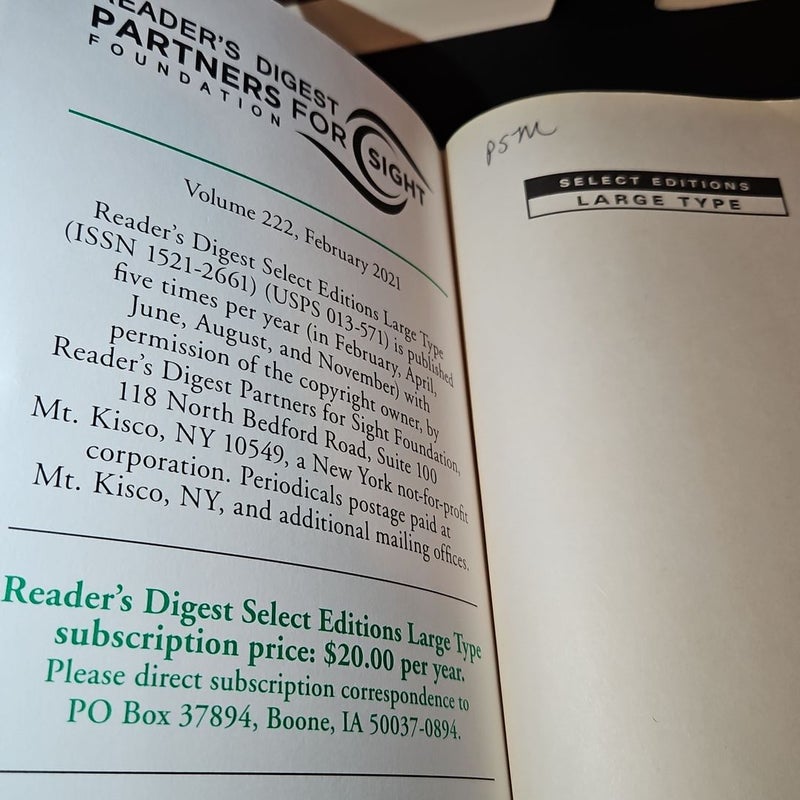 READER'S DIGEST
PARTNERS FOR
SIGHT
FOUNDATION
Volume 222, February 2021
Reader's Digest Select Editions Large Type
(ISSN 1521-2661) (USPS 013-571) is published
five times per year (in February, April,
June, August, and November) with
permission of the copyright owner, by
Reader's Digest Partners for Sight Foundation,
118 North Bedford Road, Suite 100
Mt. Kisco, NY 10549, a New York not-for-profit
corporation. Periodicals postage paid at
Mt. Kisco, NY, and additional mailing offices.
Reader's Digest Select Editions Large Type
subscription price: $20.00 per year.
Please direct subscription correspondence to
PO Box 37894, Boone, IA 50037-0894.
PSM
SELECT EDITIONS
LARGE TYPE